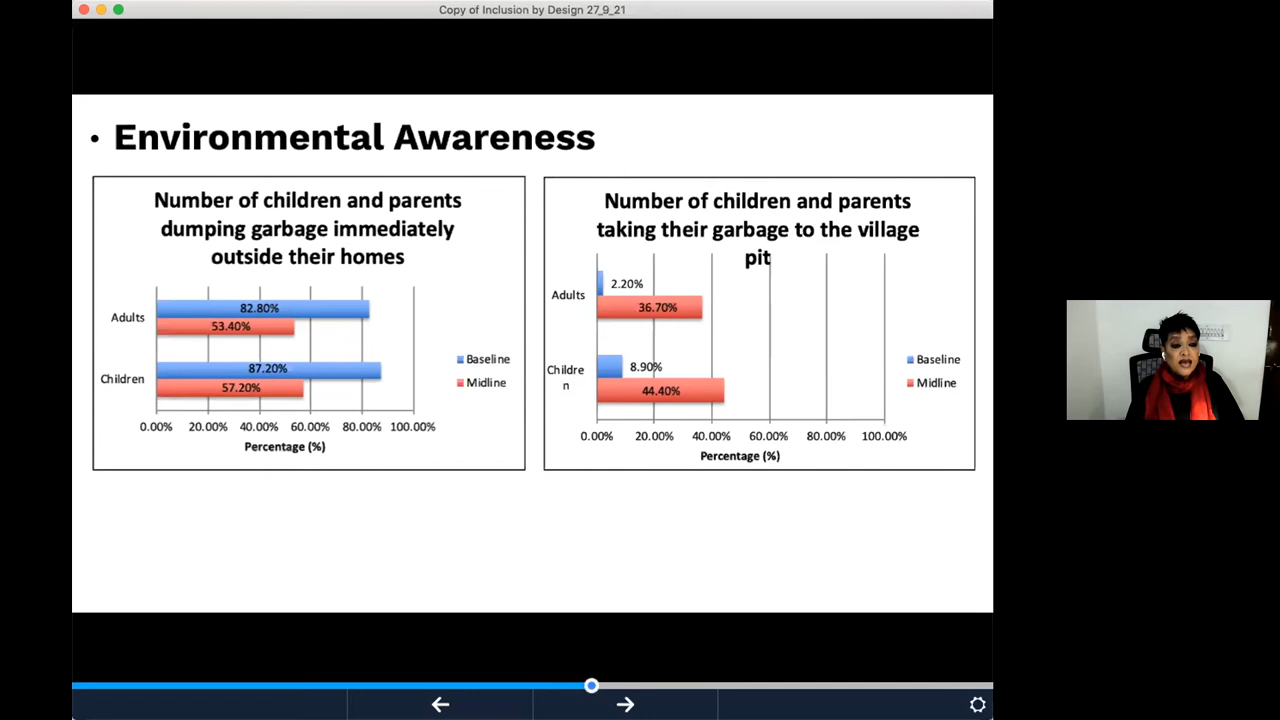 Copy of Inclusion by Design 27_9_21
• Environmental Awareness
Number of children and parents
dumping garbage immediately
outside their homes
Adults
82.80%
53.40%
Children
87.20%
57.20%
Baseline
Midline
0.00% 20.00% 40.00% 60.00% 80.00% 100.00%
Percentage (%)
Number of children and parents
taking their garbage to the village
pit
Adults
2.20%
36.70%
Childre
n
8.90%
44.40%
Baseline
Midline
0.00% 20.00% 40.00% 60.00% 80.00% 100.00%
Percentage (%)